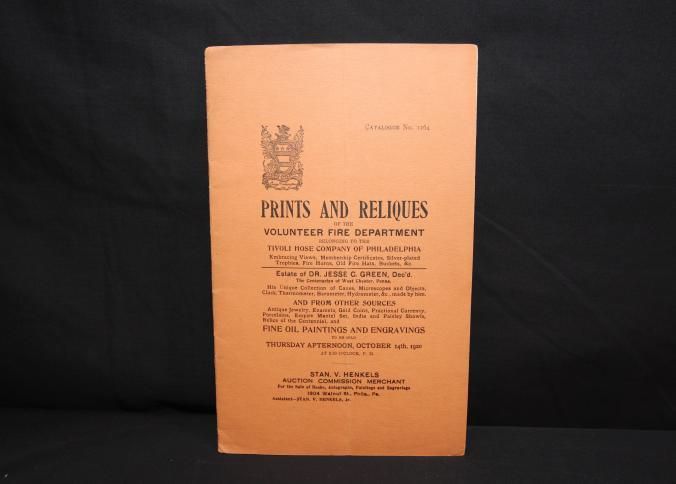 CATALOGUE No. 1264
PRINTS AND RELIQUES
OF THE
VOLUNTEER FIRE DEPARTMENT
BELONGING TO THE
TIVOLI HOSE COMPANY OF PHILADELPHIA
Embracing Views, Membership Certificates, Silver-plated
Trophies, Fire Horns, Old Fire Hats, Buckets, &c.
Estate of DR. JESSE C. GREEN, Dec'd.
The Centenarian of West Chester, Penna.
His Unique Collection of Canes, Microscopes and Objects,
Clock, Thermometer, Barometer, Hydrometer, &c., made by him.
AND FROM OTHER SOURCES
Antique Jewelry, Enamels, Gold Coins, Fractional Currency,
Porcelains, Empire Mantel Set, India and Paisley Shawls,
Relics of the Centennial, and
FINE OIL PAINTINGS AND ENGRAVINGS
TO BE SOLD
THURSDAY AFTERNOON, OCTOBER 14th, 1920
AT 2.30 O'CLOCK, P. M.
STAN. V. HENKELS
AUCTION COMMISSION MERCHANT
For the Sale of Books, Autographs, Paintings and Engravings
1304 Walnut St., Phila., Pa.
Assistant—STAN. V. HENKELS, Jr.